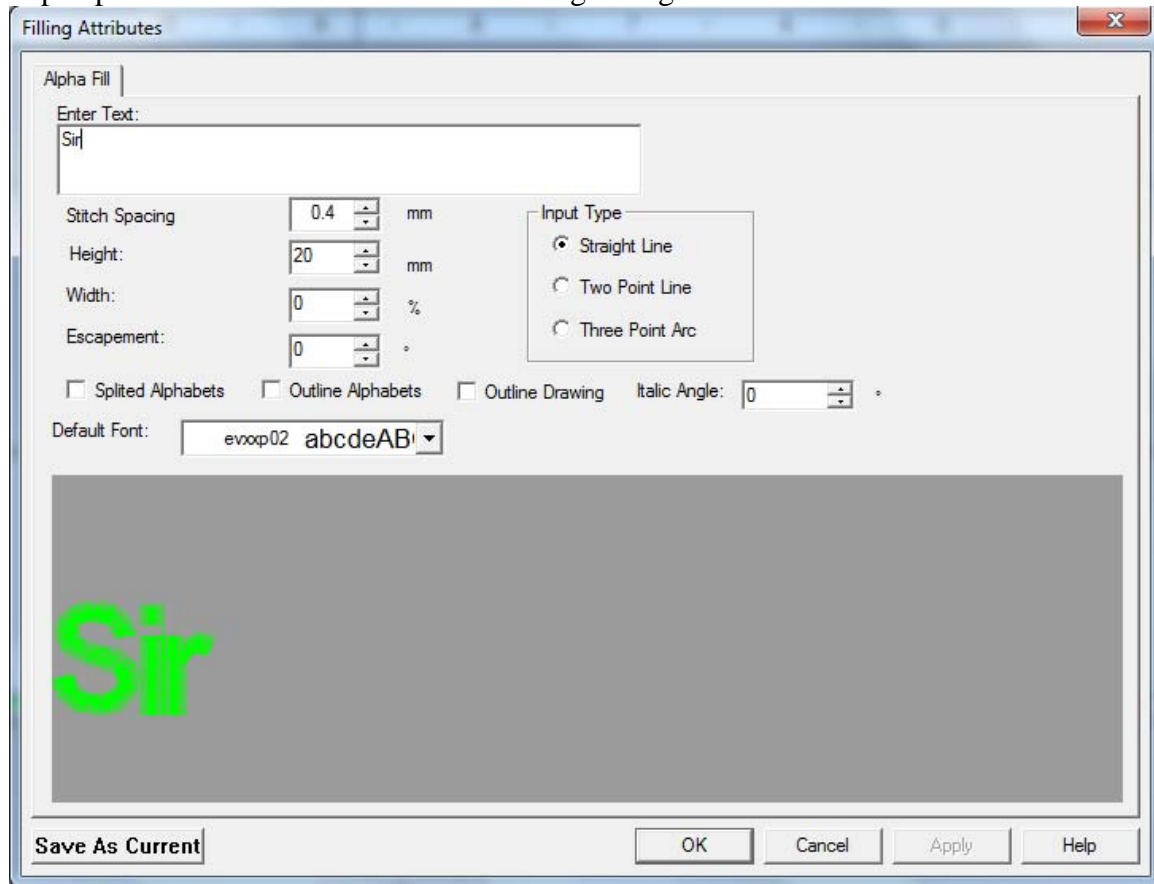 Filling Attributes
Alpha Fill
Enter Text:
Sir
Stitch Spacing 0.4 mm
Height: 20 mm
Width: 0 %
Escapement: 0 °
Input Type
Straight Line
Two Point Line
Three Point Arc
Splited Alphabets Outline Alphabets Outline Drawing Italic Angle: 0 °
Default Font: evxxp02 abcdeAB
Sir
Save As Current OK Cancel Apply Help